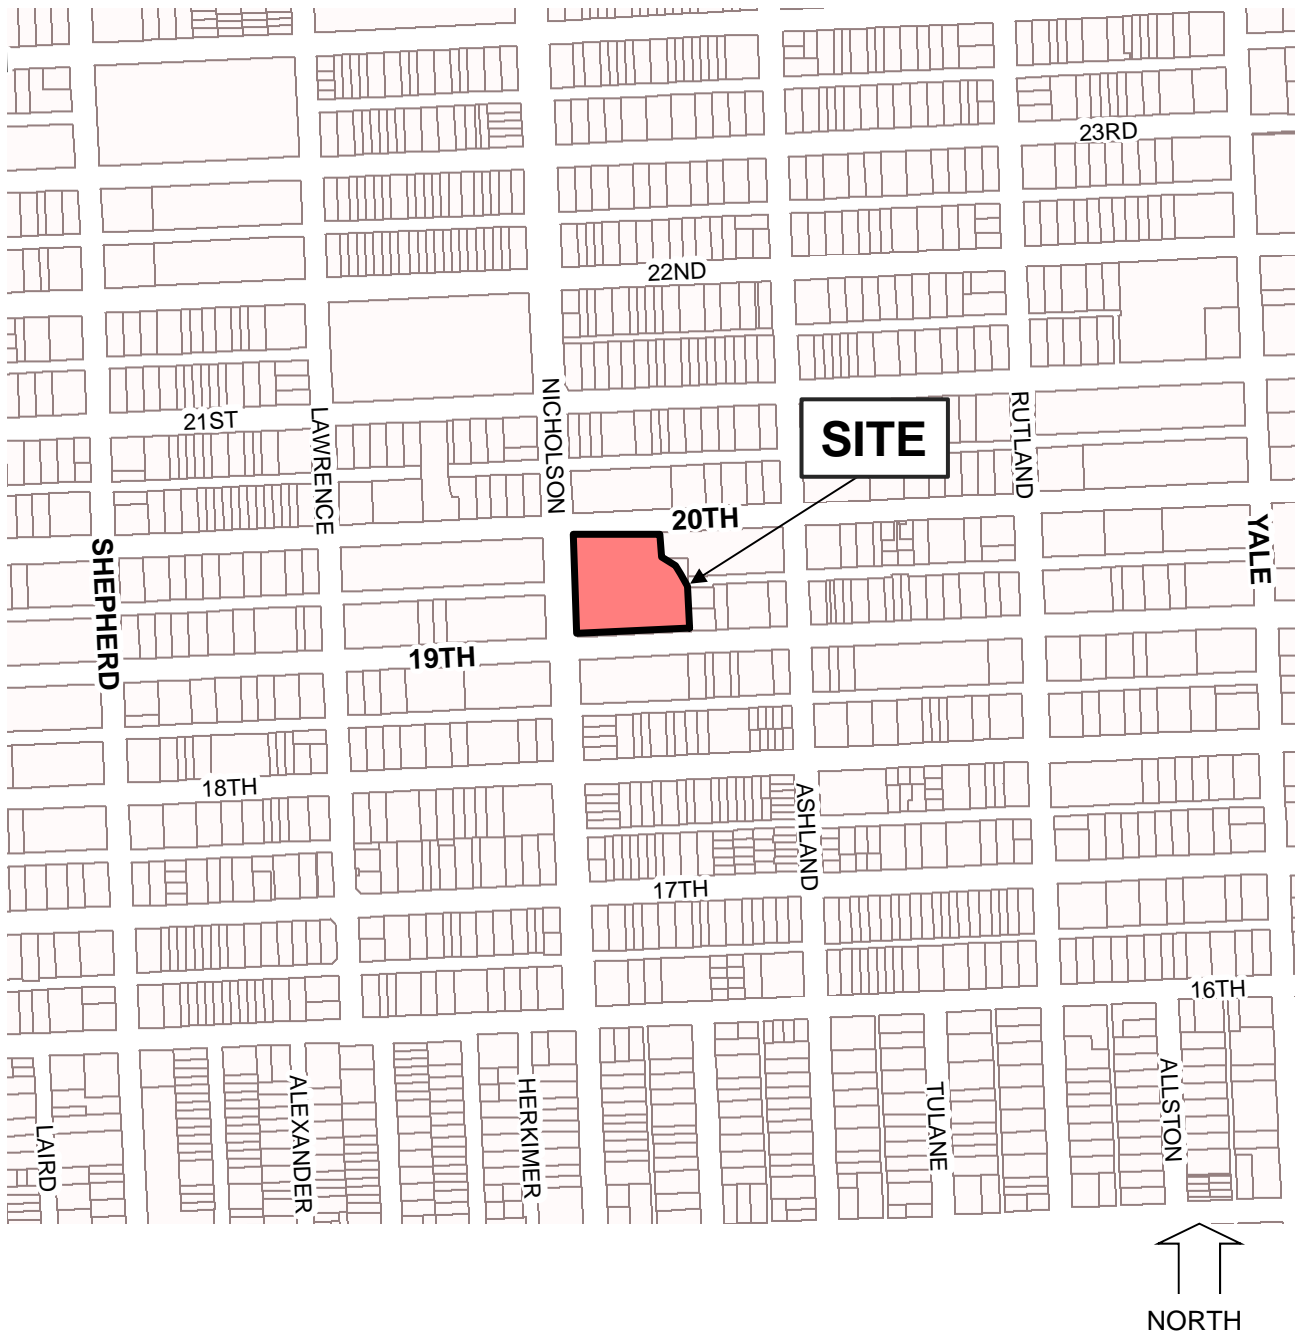 23RD
22ND
21ST
LAWRENCE
NICHOLSON
RUTLAND
SITE
20TH
YALE
SHEPHERD
19TH
18TH
ASHLAND
17TH
16TH
LAIRD
ALEXANDER
HERKIMER
TULANE
ALLSTON
NORTH